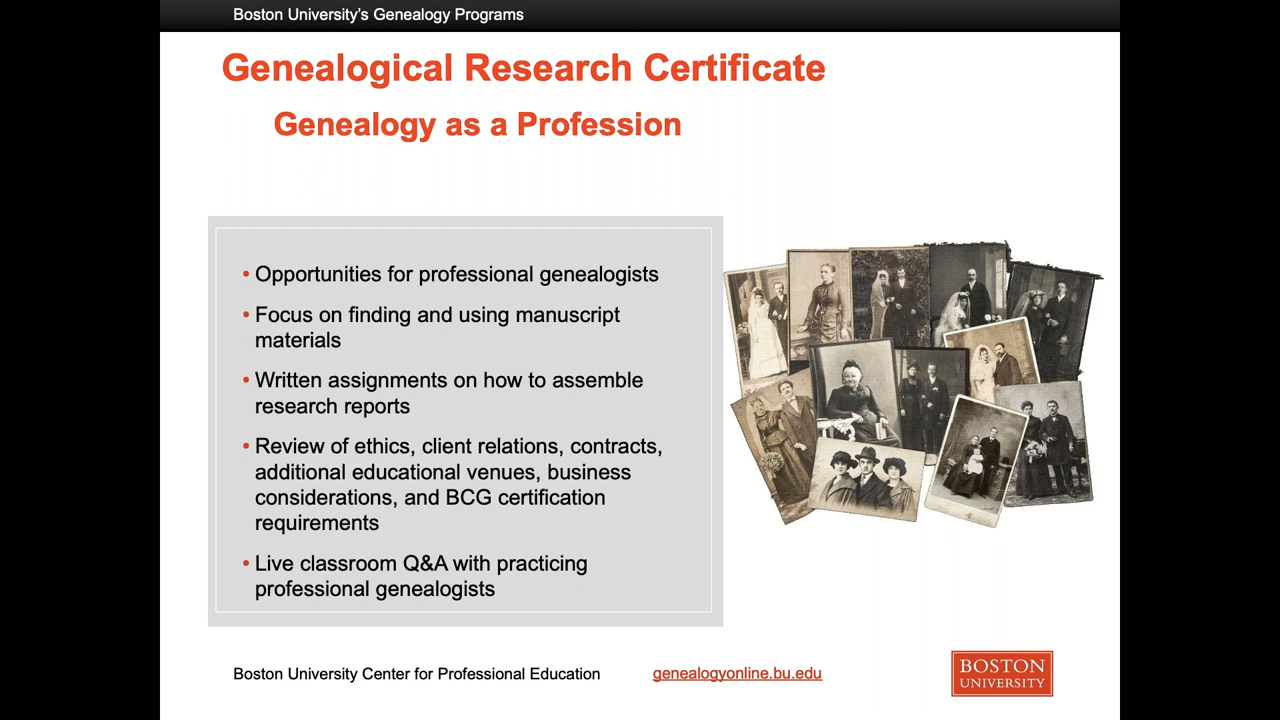 Boston University’s Genealogy Programs
Genealogical Research Certificate
Genealogy as a Profession
• Opportunities for professional genealogists
• Focus on finding and using manuscript
materials
• Written assignments on how to assemble
research reports
• Review of ethics, client relations, contracts,
additional educational venues, business
considerations, and BCG certification
requirements
• Live classroom Q&A with practicing
professional genealogists
Boston University Center for Professional Education
genealogyonline.bu.edu
BOSTON
UNIVERSITY